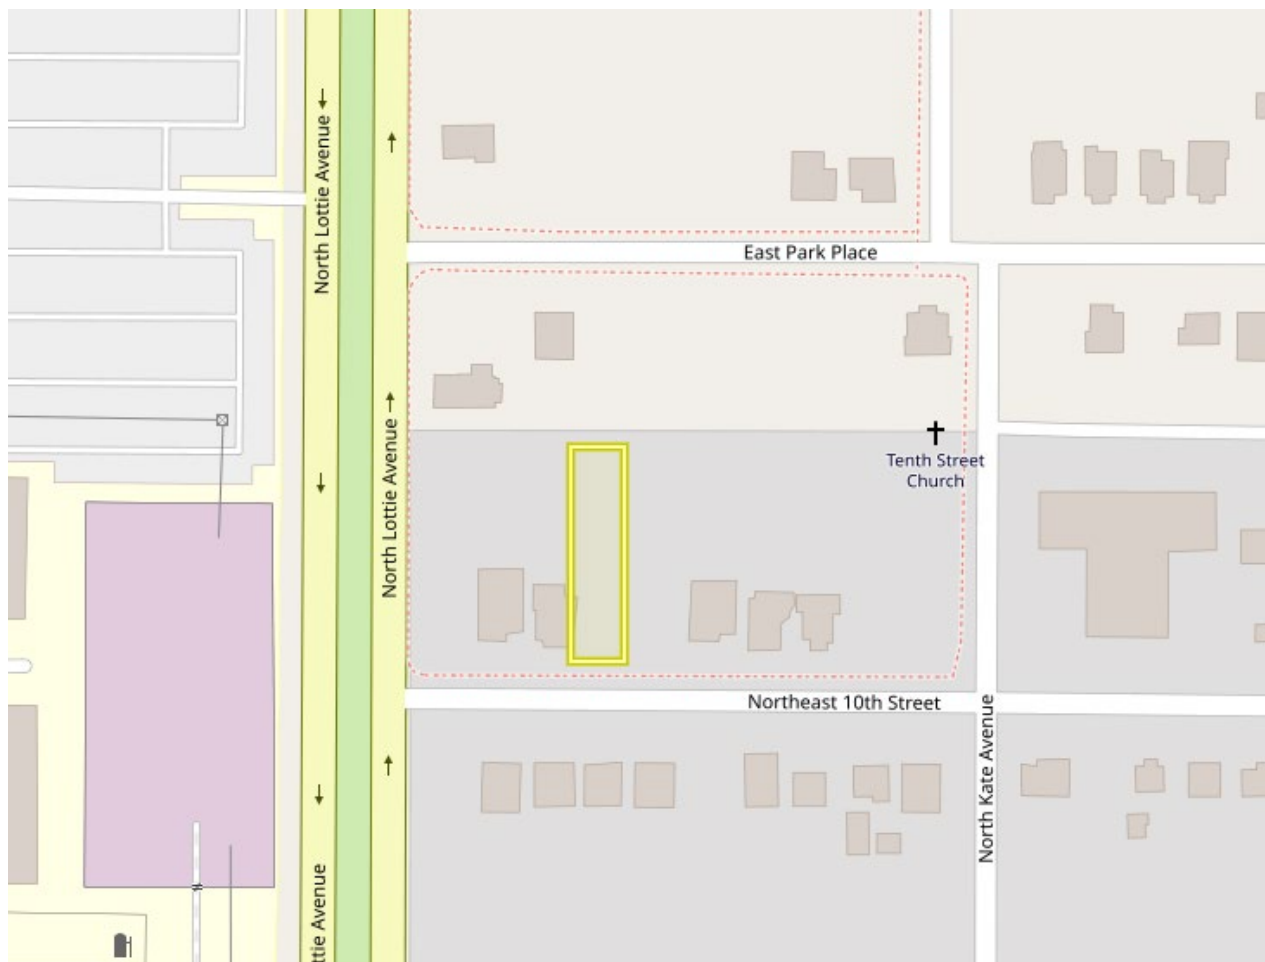 North Lottie Avenue
East Park Place
North Lottie Avenue
Tenth Street
Church
Northeast 10th Street
North Kate Avenue
ttie Avenue